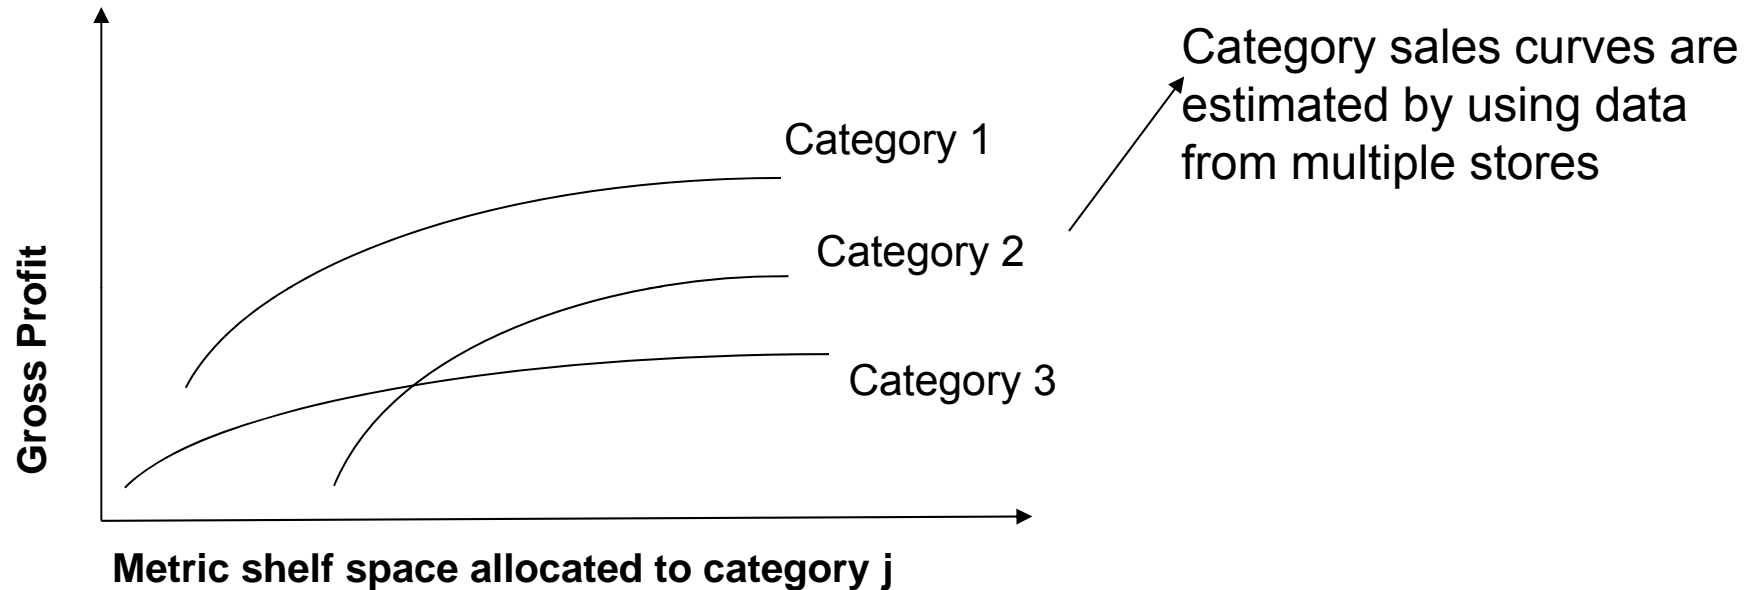 Category sales curves are
estimated by using data
from multiple stores
Category 1
Category 2
Category 3
Gross Profit
Metric shelf space allocated to category j